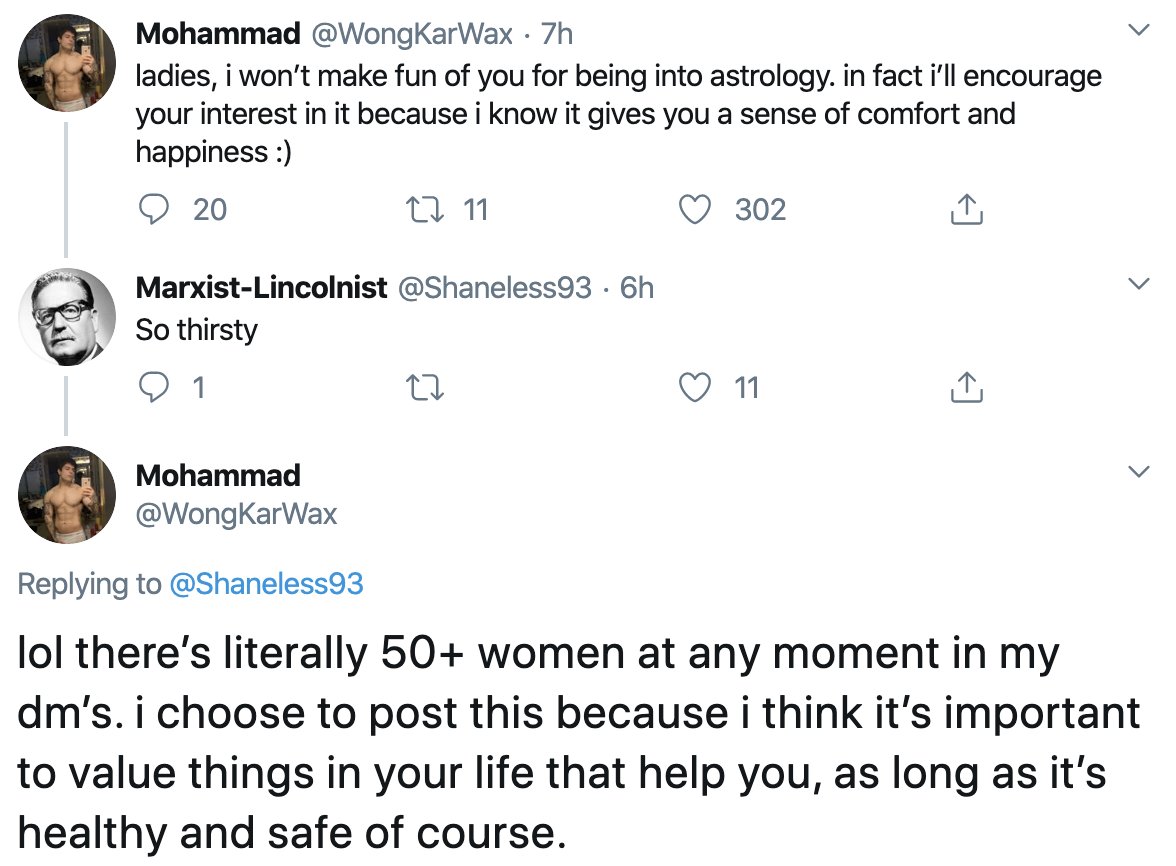 Mohammad @WongKarWax · 7h
ladies, i won’t make fun of you for being into astrology. in fact i’ll encourage
your interest in it because i know it gives you a sense of comfort and
happiness :)
20 11 302
Marxist-Lincolnist @Shaneless93 · 6h
So thirsty
1 11
Mohammad
@WongKarWax
Replying to @Shaneless93
lol there’s literally 50+ women at any moment in my
dm’s. i choose to post this because i think it’s important
to value things in your life that help you, as long as it’s
healthy and safe of course.